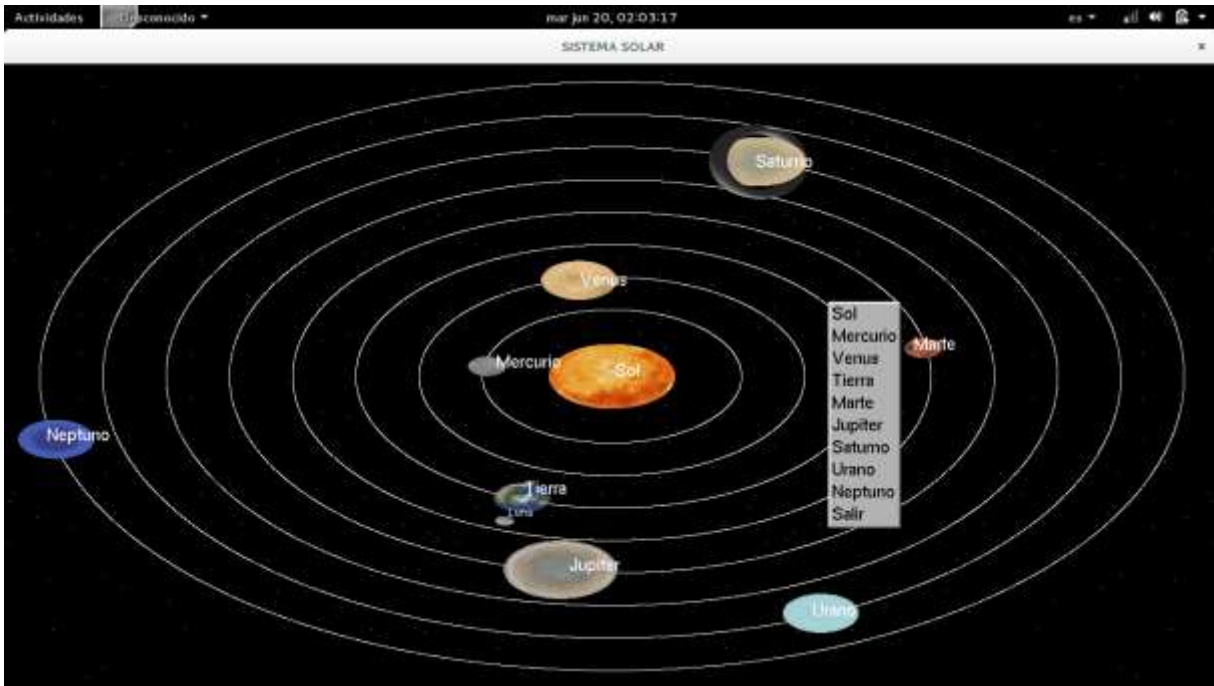 Actividades
Desconocido
mar jun 20, 02:03:17
es
SISTEMA SOLAR
×
Saturno
Venus
Sol
Mercurio
Venus
Tierra
Marte
Jupiter
Saturno
Urano
Neptuno
Salir
Marte
Mercurio
Sol
Neptuno
Tierra
Luna
Jupiter
Urano